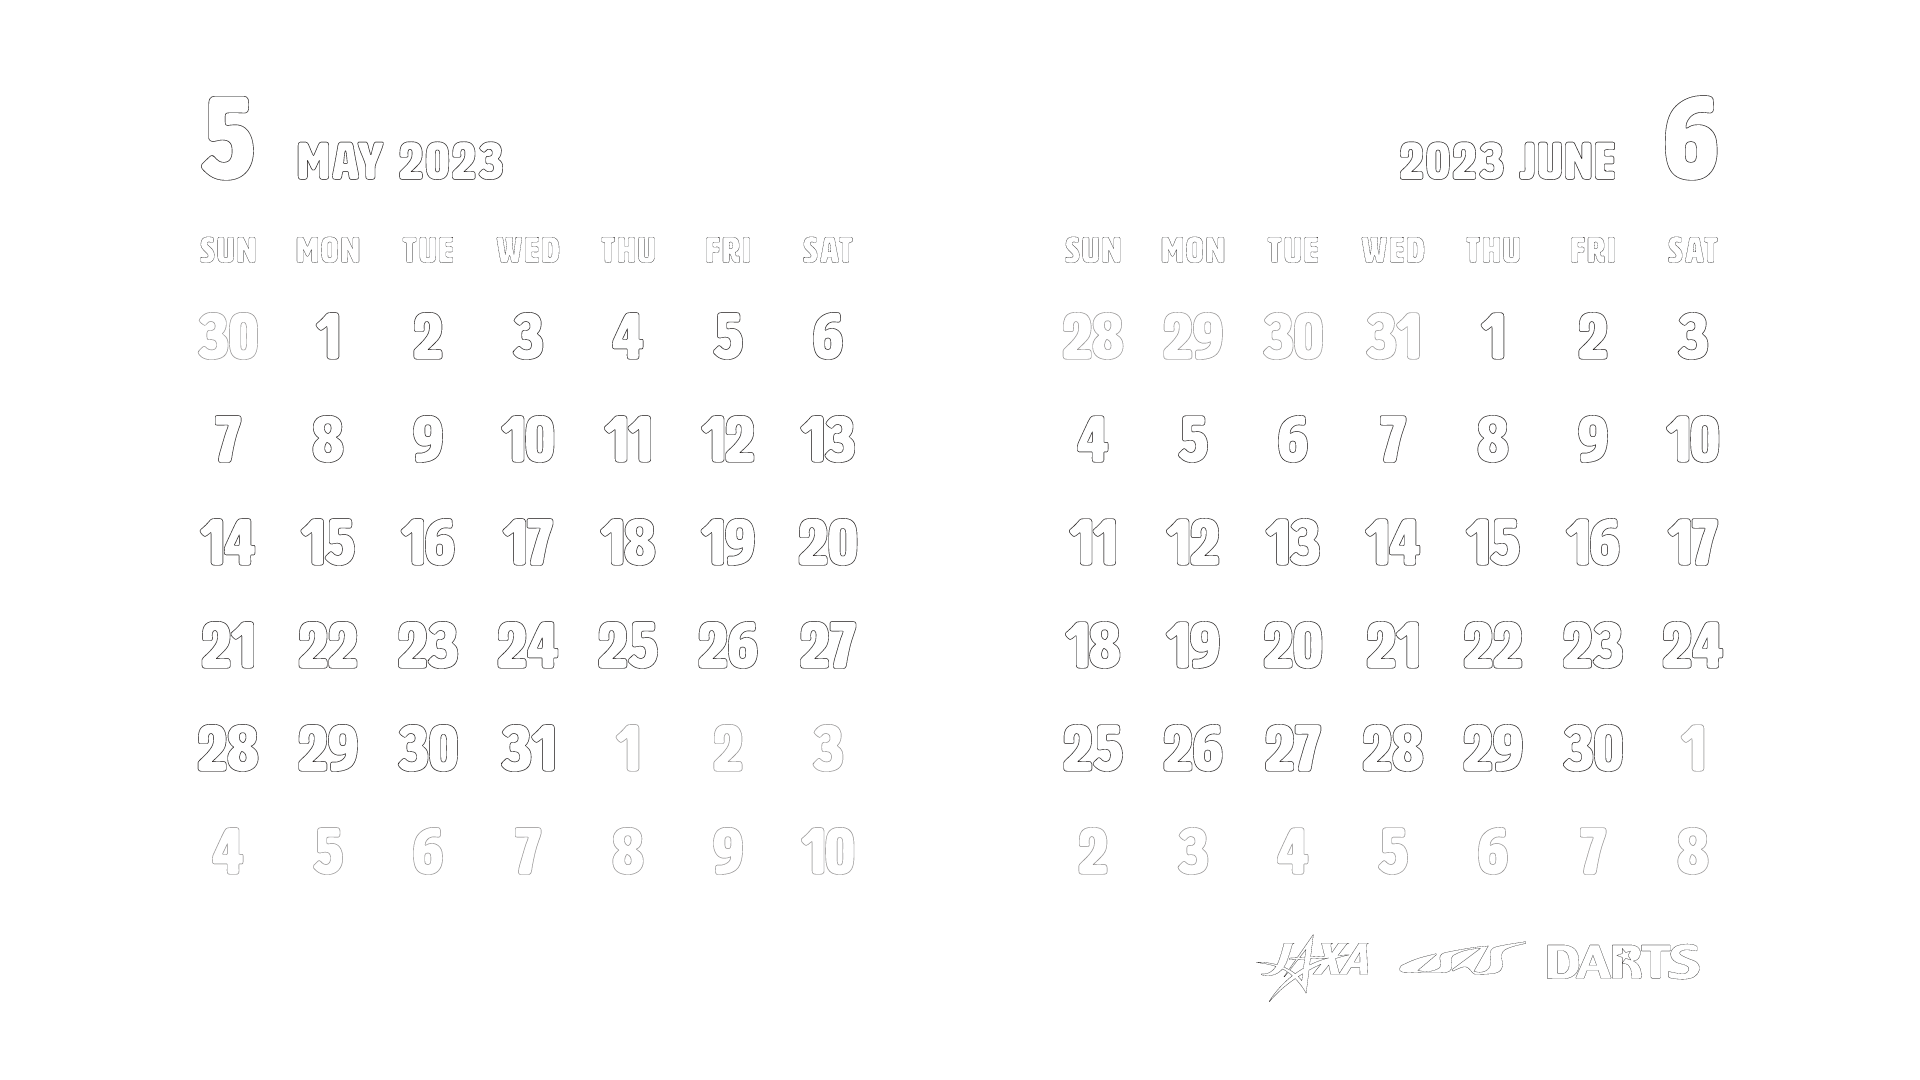 5 MAY 2023
SUN MON TUE WED THU FRI SAT
30 1 2 3 4 5 6
7 8 9 10 11 12 13
14 15 16 17 18 19 20
21 22 23 24 25 26 27
28 29 30 31 1 2 3
4 5 6 7 8 9 10
2023 JUNE 6
SUN MON TUE WED THU FRI SAT
28 29 30 31 1 2 3
4 5 6 7 8 9 10
11 12 13 14 15 16 17
18 19 20 21 22 23 24
25 26 27 28 29 30 1
2 3 4 5 6 7 8
JAXA ISAS DARTS